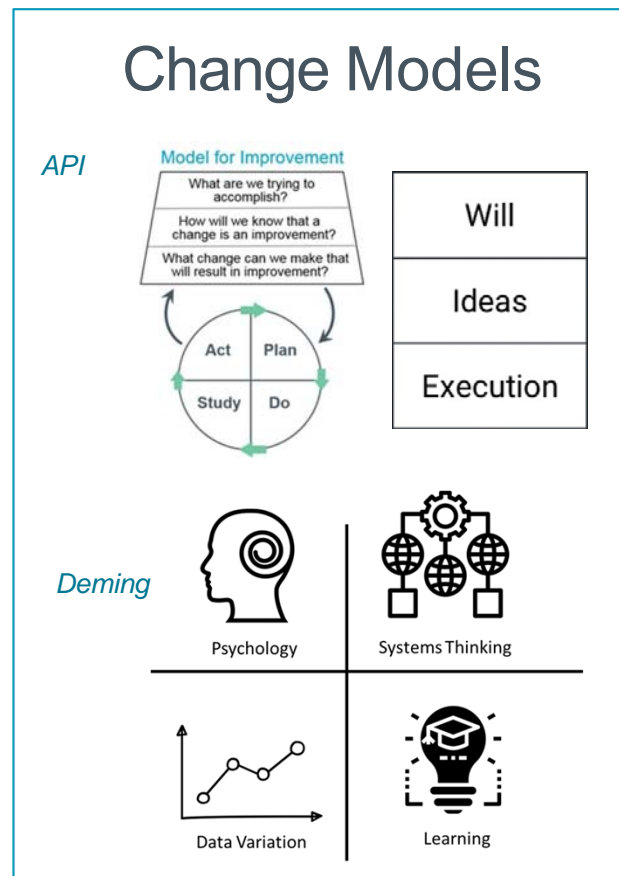 Change Models
API
Model for Improvement
What are we trying to
accomplish?
How will we know that a
change is an improvement?
What change can we make that
will result in improvement?
Act
Plan
Study
Do
Will
Ideas
Execution
Deming
Psychology
Systems Thinking
Data Variation
Learning